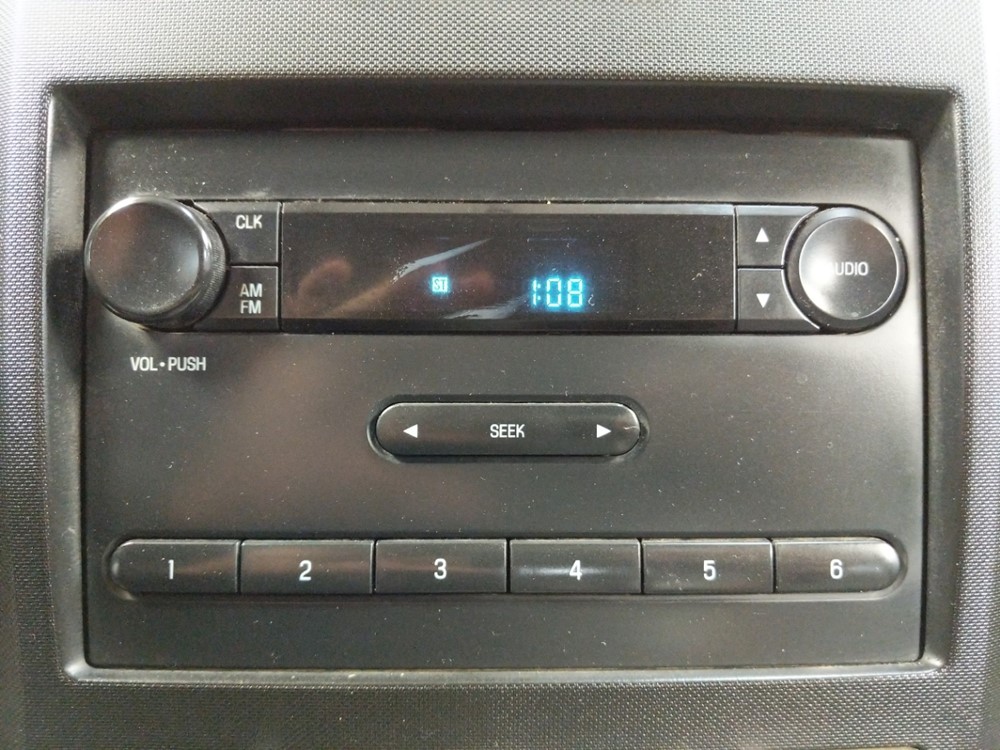 CLK
AM
FM
ST
1:08
AUDIO
VOL•PUSH
SEEK
1 2 3 4 5 6